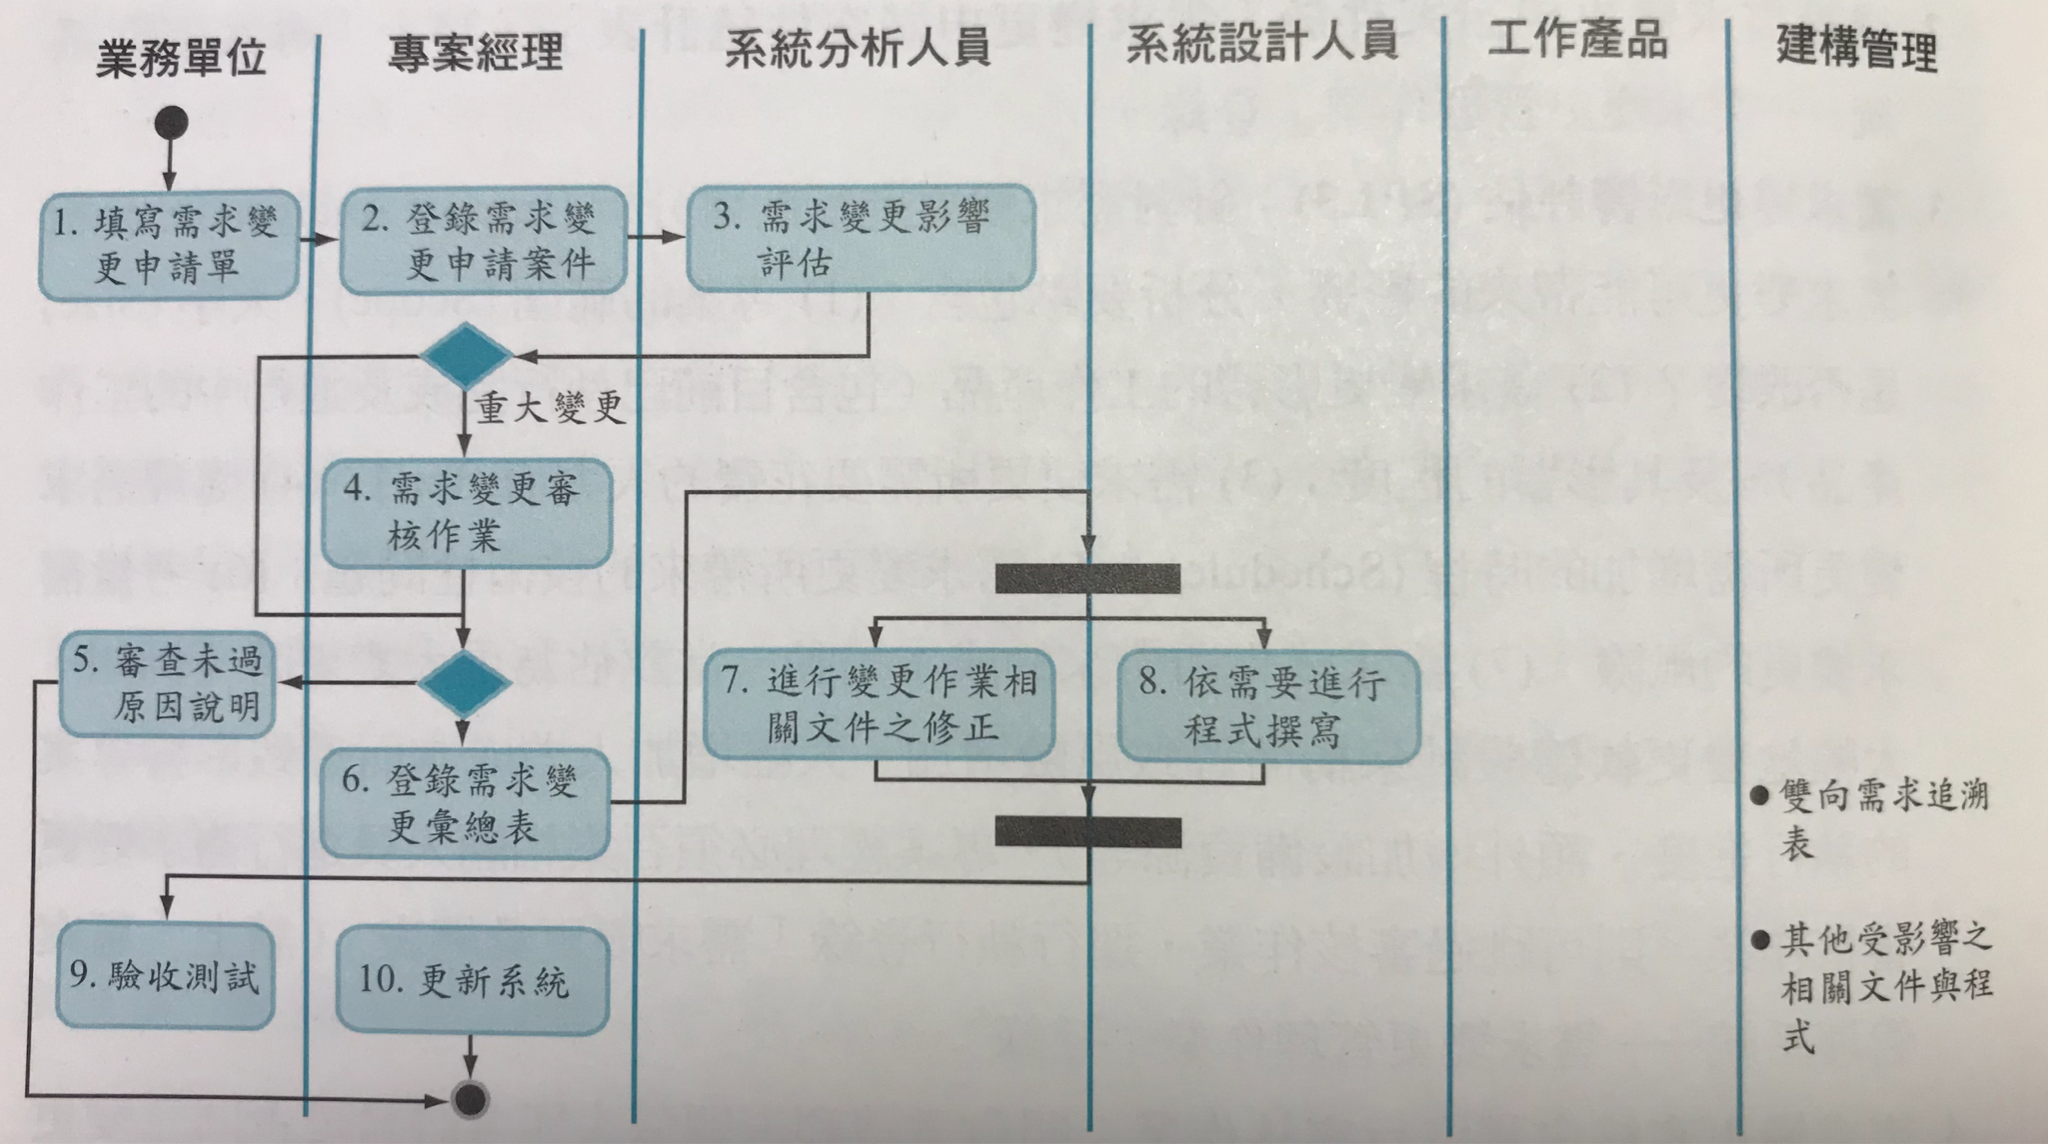 業務單位
專案經理
系統分析人員
系統設計人員
工作產品
建構管理
1. 填寫需求變
更申請單
2. 登錄需求變
更申請案件
3. 需求變更影響
評估
重大變更
4. 需求變更審
核作業
5. 審查未過
原因說明
6. 登錄需求變
更彙總表
7. 進行變更作業相
關文件之修正
8. 依需要進行
程式撰寫
9. 驗收測試
10. 更新系統
● 雙向需求追溯
表
● 其他受影響之
相關文件與程
式